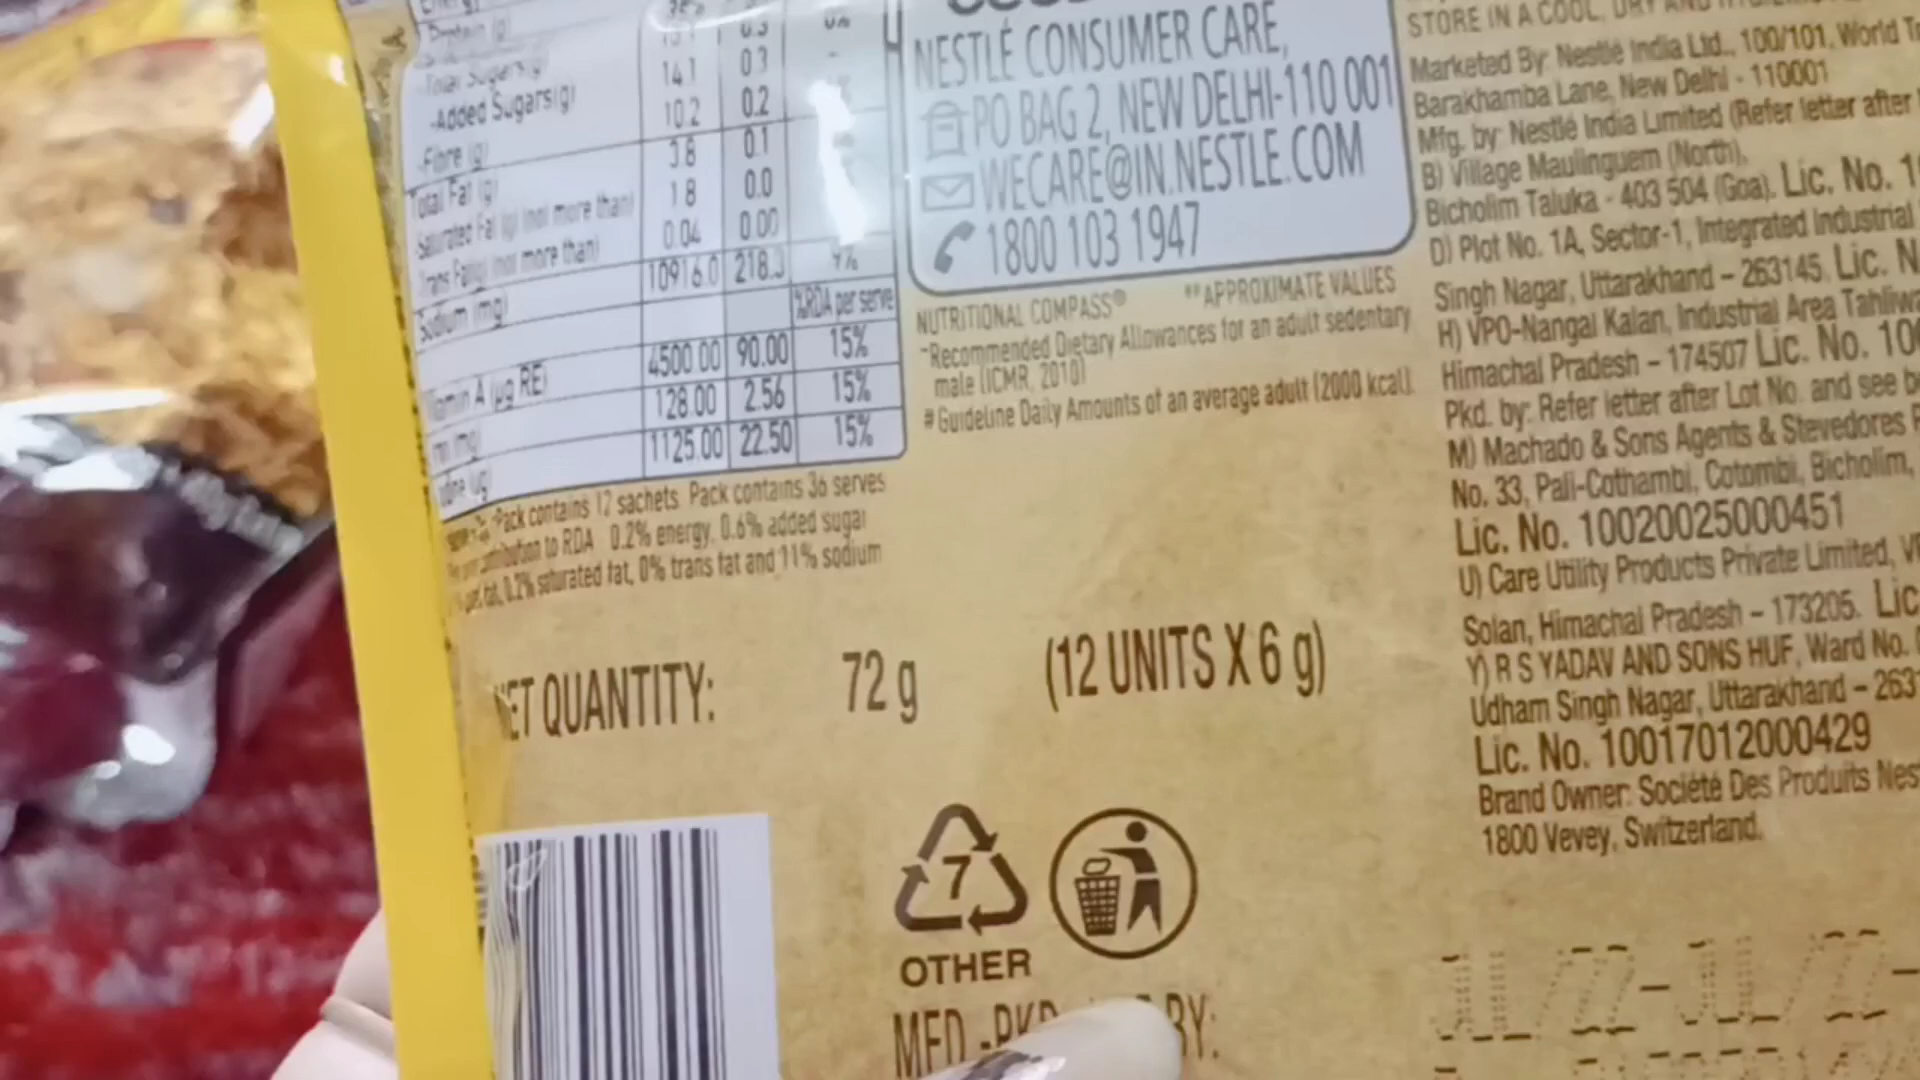 Protein (g)
Total Sugars(g)
-Added Sugars(g) 14.1 0.3 -
-Fibre (g) 10.2 0.2
Total Fat (g) 3.8 0.1
Saturated Fat (g) (not more than) 1.8 0.0
Trans Fat(g) (not more than) 0.04 0.00
Sodium (mg) 10916.0 218.3
%RDA per serve
Vitamin A (µg RE) 4500.00 90.00 15%
128.00 2.56 15%
1125.00 22.50 15%
Pack contains 12 sachets Pack contains 36 serves
to RDA 0.2% energy, 0.6% added sugar
0.2% saturated fat, 0% trans fat and 11% sodium
NESTLÉ CONSUMER CARE,
PO BAG 2, NEW DELHI-110 001
WECARE@IN.NESTLE.COM
1800 103 1947
NUTRITIONAL COMPASS® **APPROXIMATE VALUES
~Recommended Dietary Allowances for an adult sedentary
male (ICMR, 2010)
# Guideline Daily Amounts of an average adult (2000 kcal).
NET QUANTITY: 72 g (12 UNITS X 6 g)
7
OTHER
MFD.-PKD. BY:
STORE IN A COOL, DRY AND
Marketed By: Nestlé India Ltd., 100/101, World
Barakhamba Lane, New Delhi - 110001
Mfg. by: Nestlé India Limited (Refer letter after
B) Village Maulinguem (North),
Bicholim Taluka - 403 504 (Goa). Lic. No.
D) Plot No. 1A, Sector-1, Integrated Industrial
Singh Nagar, Uttarakhand – 263145. Lic.
H) VPO-Nangal Kalan, Industrial Area
Himachal Pradesh – 174507 Lic. No.
Pkd. by: Refer letter after Lot No. and see
M) Machado & Sons Agents & Stevedores
No. 33, Pali-Cothambi, Cotombi, Bicholim,
Lic. No. 10020025000451
U) Care Utility Products Private Limited,
Solan, Himachal Pradesh – 173205. Lic
Y) R S YADAV AND SONS HUF, Ward No.
Udham Singh Nagar, Uttarakhand –
Lic. No. 10017012000429
Brand Owner: Société Des Produits
1800 Vevey, Switzerland.